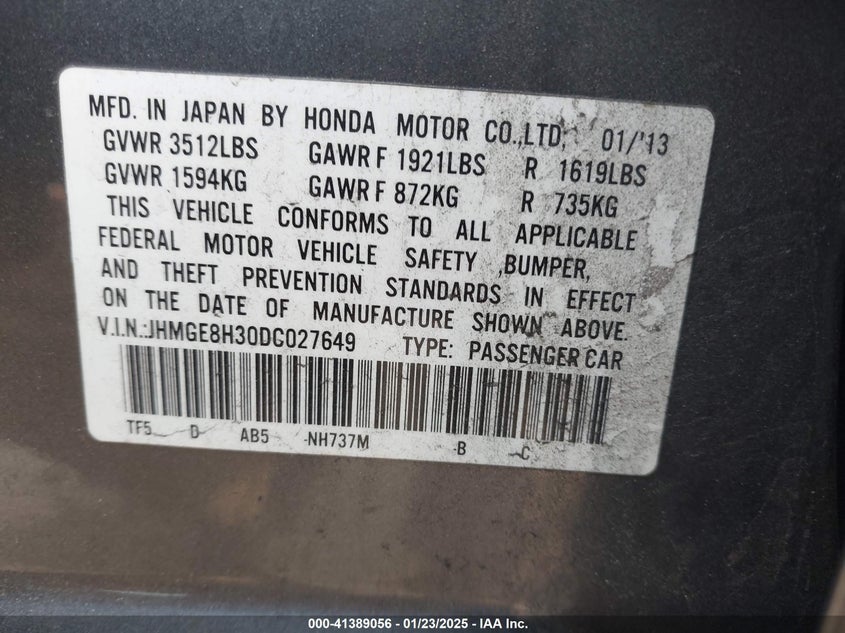 MFD. IN JAPAN BY HONDA MOTOR CO.,LTD. 01/'13
GVWR 3512LBS GAWR F 1921LBS R 1619LBS
GVWR 1594KG GAWR F 872KG R 735KG
THIS VEHICLE CONFORMS TO ALL APPLICABLE
FEDERAL MOTOR VEHICLE SAFETY ,BUMPER,
AND THEFT PREVENTION STANDARDS IN EFFECT
ON THE DATE OF MANUFACTURE SHOWN ABOVE.
V.I.N.:JHMGE8H30DC027649 TYPE: PASSENGER CAR
TF5 D AB5 -NH737M -B -C
000-41389056 - 01/23/2025 - IAA Inc.